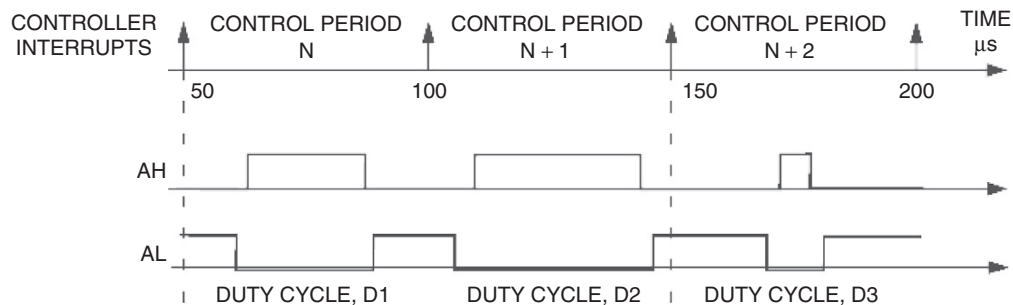 CONTROLLER INTERRUPTS
CONTROL PERIOD N
CONTROL PERIOD N + 1
CONTROL PERIOD N + 2
TIME µs
50
100
150
200
AH
AL
DUTY CYCLE, D1
DUTY CYCLE, D2
DUTY CYCLE, D3